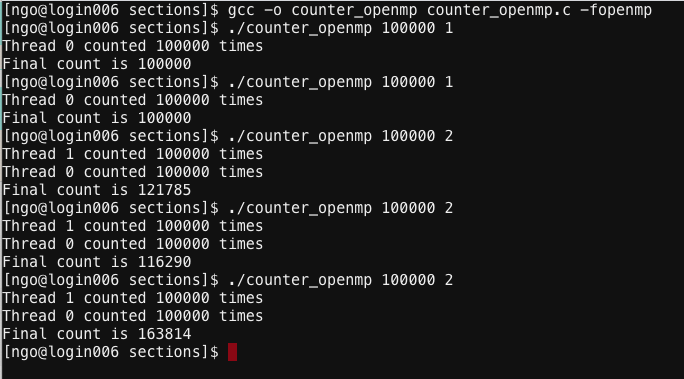 [ngo@login006 sections]$ gcc -o counter_openmp counter_openmp.c -fopenmp
[ngo@login006 sections]$ ./counter_openmp 100000 1
Thread 0 counted 100000 times
Final count is 100000
[ngo@login006 sections]$ ./counter_openmp 100000 1
Thread 0 counted 100000 times
Final count is 100000
[ngo@login006 sections]$ ./counter_openmp 100000 2
Thread 1 counted 100000 times
Thread 0 counted 100000 times
Final count is 121785
[ngo@login006 sections]$ ./counter_openmp 100000 2
Thread 1 counted 100000 times
Thread 0 counted 100000 times
Final count is 116290
[ngo@login006 sections]$ ./counter_openmp 100000 2
Thread 1 counted 100000 times
Thread 0 counted 100000 times
Final count is 163814
[ngo@login006 sections]$